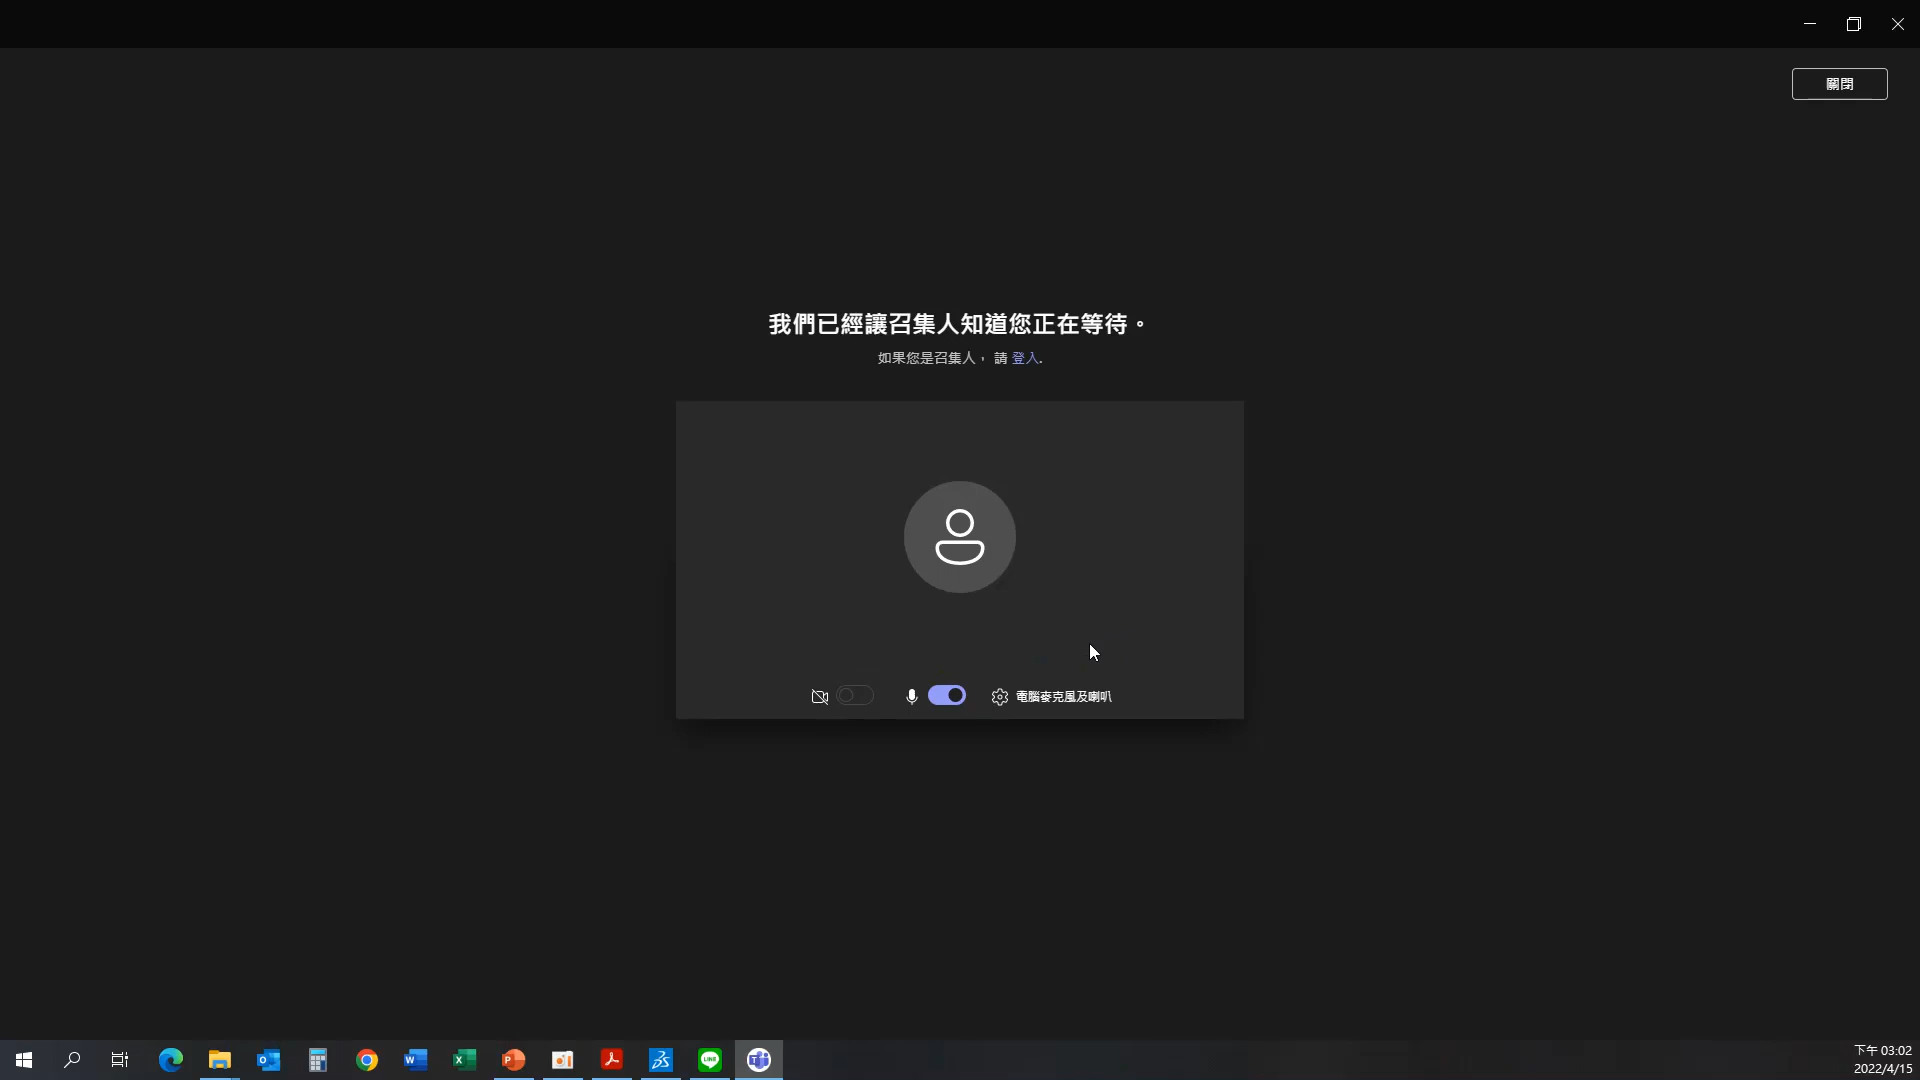 關閉
我們已經讓召集人知道您正在等待。
如果您是召集人， 請 登入.
電腦麥克風及喇叭
下午 03:02
2022/4/15